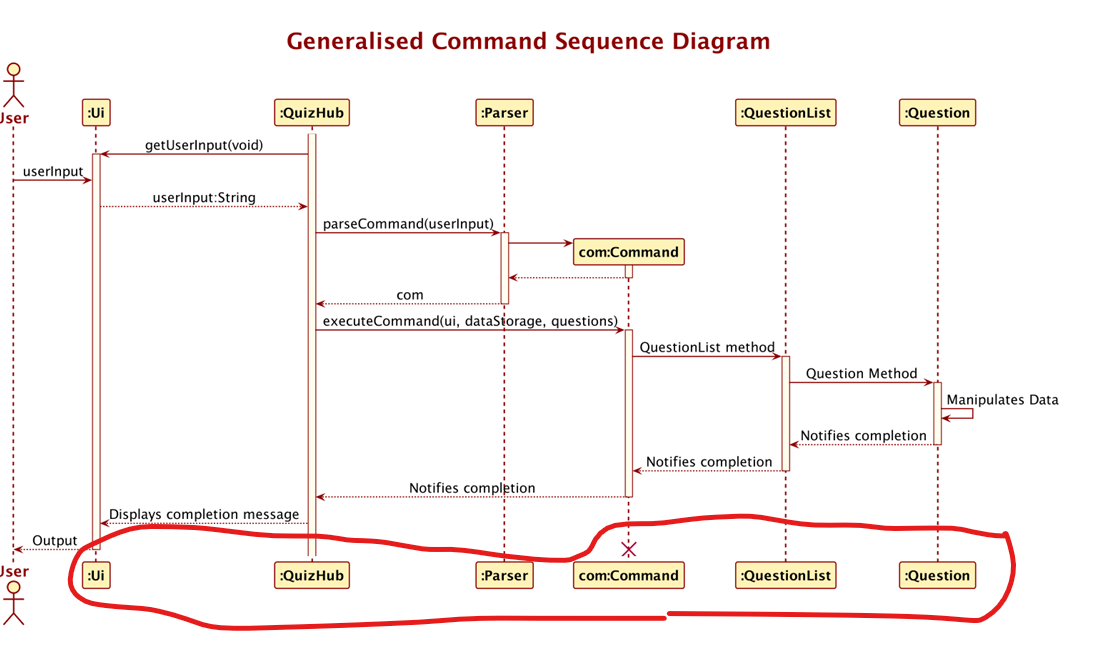 Generalised Command Sequence Diagram
User
:Ui
:QuizHub
:Parser
:QuestionList
:Question
getUserInput(void)
userInput
userInput:String
parseCommand(userInput)
com:Command
com
executeCommand(ui, dataStorage, questions)
QuestionList method
Question Method
Manipulates Data
Notifies completion
Notifies completion
Notifies completion
Displays completion message
Output
User
:Ui
:QuizHub
:Parser
com:Command
:QuestionList
:Question